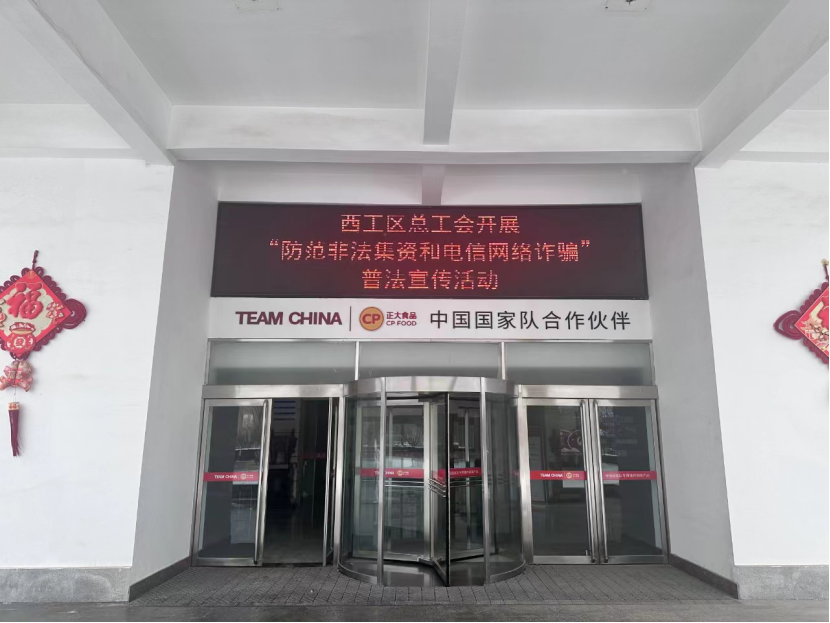 西工区总工会开展
“防范非法集资和电信网络诈骗”
普法宣传活动
TEAM CHINA CP 正大食品 CP FOOD 中国国家队合作伙伴
福
TEAM CHINA
TEAM CHINA